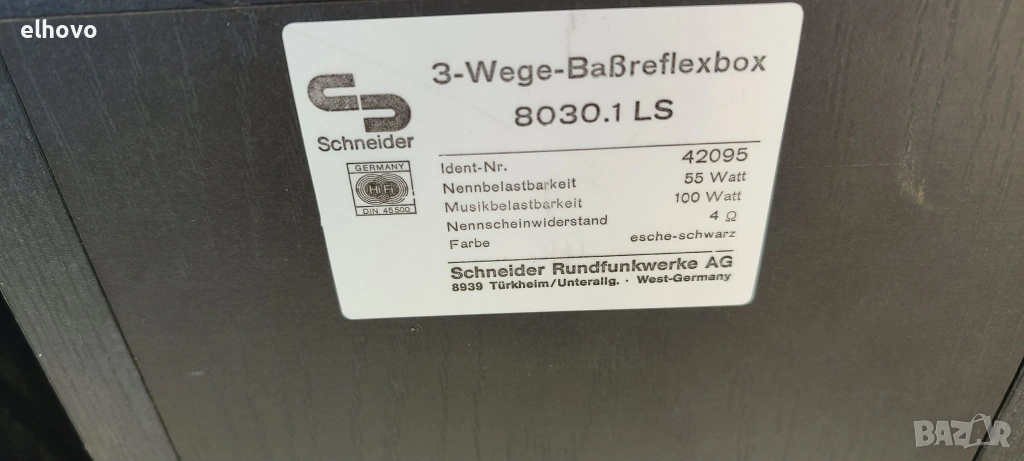 elhovo
3-Wege-Baßreflexbox
8030.1 LS
Schneider
GERMANY
HiFi
DIN 45500
Ident-Nr. 42095
Nennbelastbarkeit 55 Watt
Musikbelastbarkeit 100 Watt
Nennscheinwiderstand 4 Ω
Farbe esche-schwarz
Schneider Rundfunkwerke AG
8939 Türkheim/Unterallg. · West-Germany
BAZAR